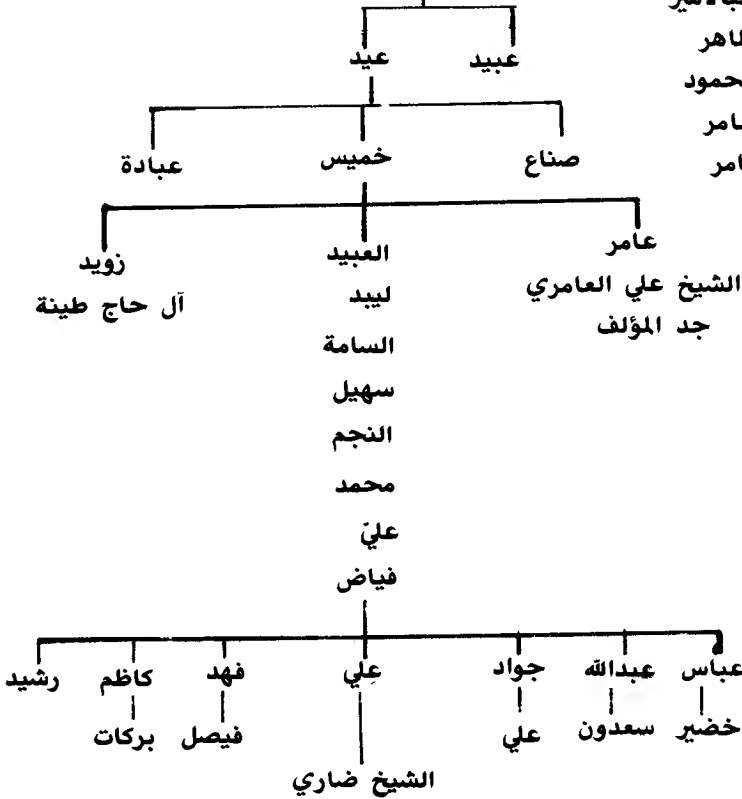 عبيد عيد
صناع خميس عبادة
عامر العبيد زويد
الشيخ علي العامري ليبد آل حاج طينة
جد المؤلف
السامة
سهيل
النجم
محمد
عليّ
فياض
عباس عبدالله جواد علي فهد كاظم رشيد
خضير سعدون علي فيصل بركات
الشيخ ضاري